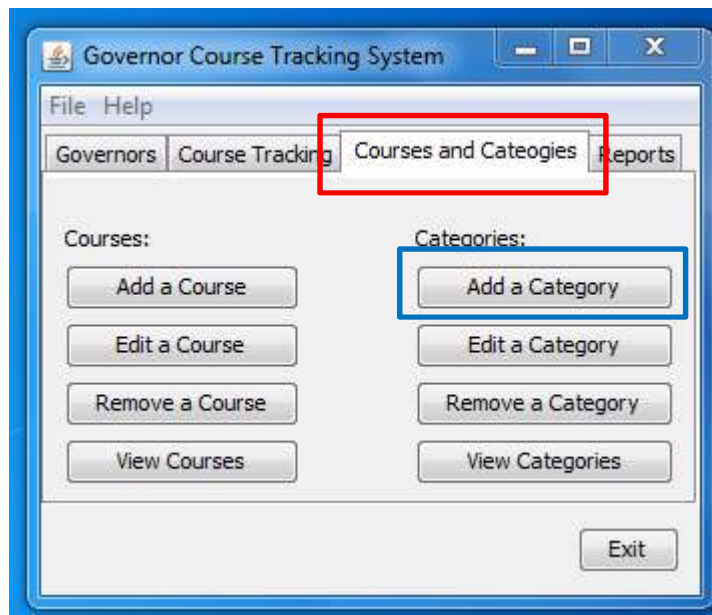 Governor Course Tracking System
File Help
Governors Course Tracking Courses and Cateogies Reports
Courses: Categories:
Add a Course Add a Category
Edit a Course Edit a Category
Remove a Course Remove a Category
View Courses View Categories
Exit